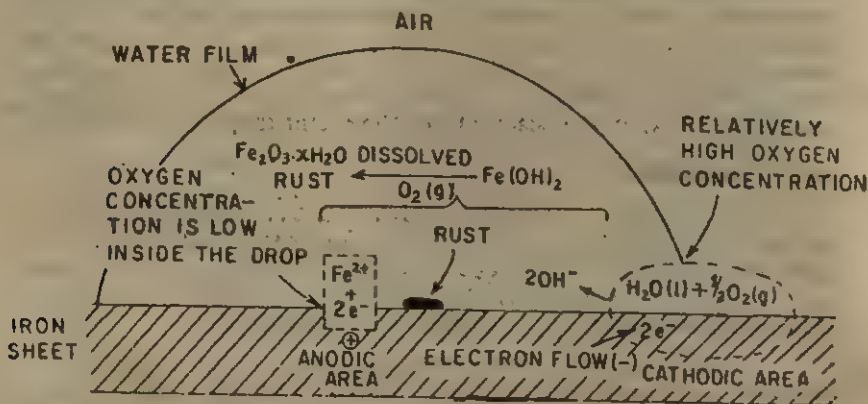 AIR
WATER FILM
RELATIVELY
HIGH OXYGEN
CONCENTRATION
Fe₂O₃·xH₂O DISSOLVED
RUST
Fe(OH)₂
O₂(g)
OXYGEN
CONCENTRA-
TION IS LOW
INSIDE THE DROP
RUST
Fe²⁺
+
2e⁻
2OH⁻
H₂O(l)+½O₂(g)
IRON
SHEET
⊕
ANODIC
AREA
ELECTRON FLOW(-)
2e⁻
CATHODIC AREA